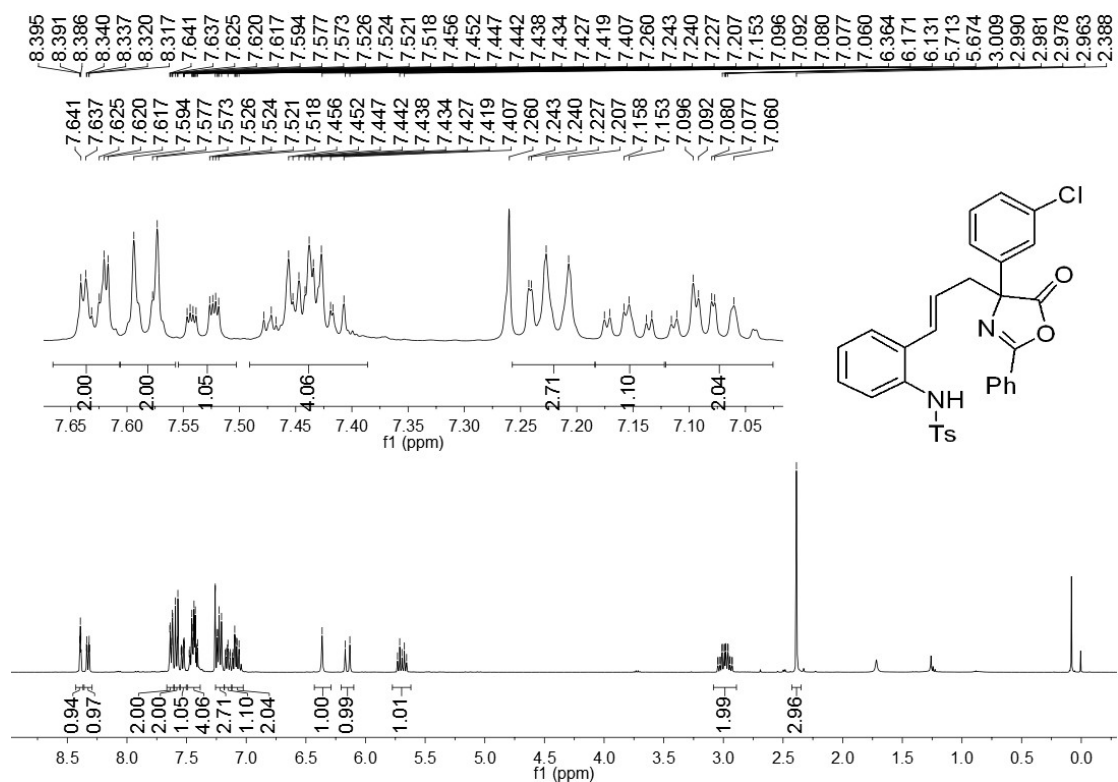 8.395 8.391 8.386 8.340 8.337 8.320 8.317 7.641 7.637 7.625 7.620 7.617 7.594 7.577 7.573 7.526 7.524 7.521 7.518 7.456 7.452 7.447 7.442 7.438 7.434 7.427 7.419 7.407 7.260 7.243 7.240 7.227 7.207 7.153 7.096 7.092 7.080 7.077 7.060 6.364 6.171 6.131 5.713 5.674 3.009 2.990 2.981 2.978 2.963 2.388
7.641 7.637 7.625 7.620 7.617 7.594 7.577 7.573 7.526 7.524 7.521 7.518 7.456 7.452 7.447 7.442 7.438 7.434 7.427 7.419 7.407 7.260 7.243 7.240 7.227 7.207 7.158 7.153 7.096 7.092 7.080 7.077 7.060
Cl
O
N
O
Ph
NH
Ts
2.00 2.00 1.05 4.06 2.71 1.10 2.04
7.65 7.60 7.55 7.50 7.45 7.40 7.35 7.30 7.25 7.20 7.15 7.10 7.05
f1 (ppm)
0.94 0.97 2.00 2.00 1.05 4.06 2.71 1.10 2.04 1.00 0.99 1.01 1.99 2.96
8.5 8.0 7.5 7.0 6.5 6.0 5.5 5.0 4.5 4.0 3.5 3.0 2.5 2.0 1.5 1.0 0.5 0.0
f1 (ppm)